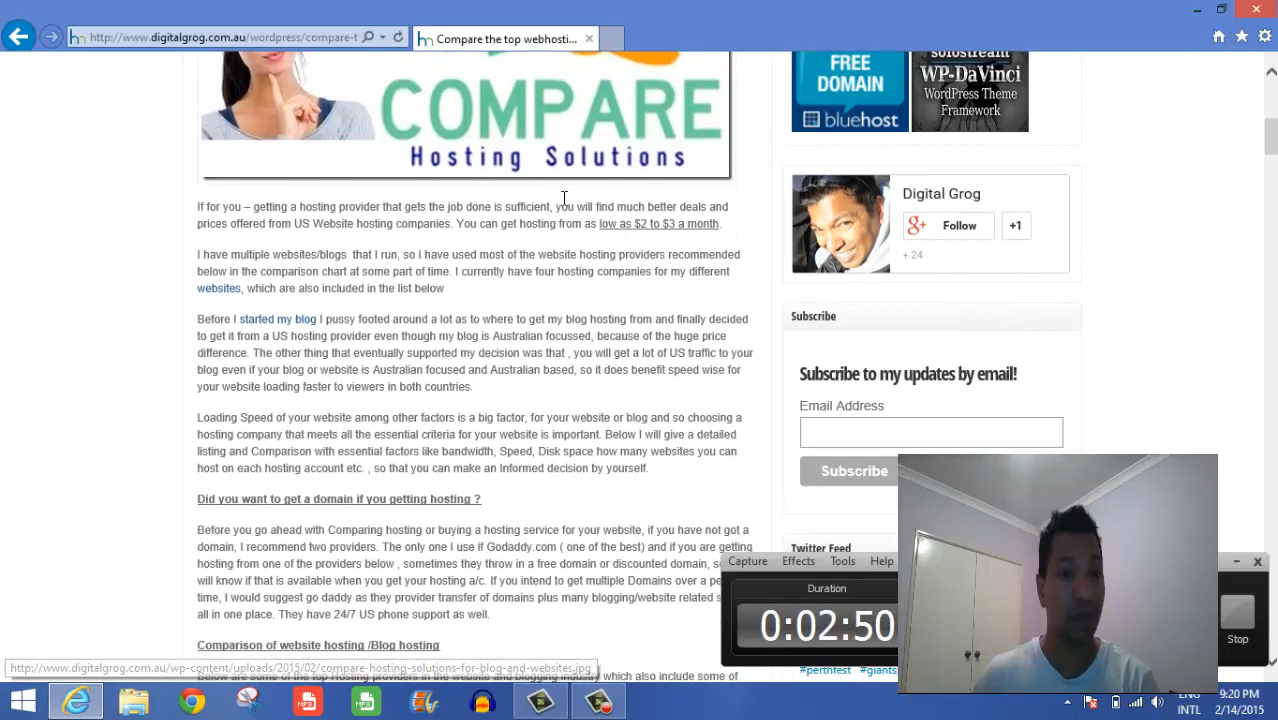 http://www.digitalgrog.com.au/wordpress/compare-t
Compare the top webhosti...
COMPARE
Hosting Solutions
FREE
DOMAIN
bluehost
solostream
WP-DaVinci
WordPress Theme
Framework
Digital Grog
Follow
+1
+ 24
If for you – getting a hosting provider that gets the job done is sufficient, you will find much better deals and
prices offered from US Website hosting companies. You can get hosting from as low as $2 to $3 a month.
I have multiple websites/blogs that I run, so I have used most of the website hosting providers recommended
below in the comparison chart at some part of time. I currently have four hosting companies for my different
websites, which are also included in the list below
Before I started my blog I pussy footed around a lot as to where to get my blog hosting from and finally decided
to get it from a US hosting provider even though my blog is Australian focussed, because of the huge price
difference. The other thing that eventually supported my decision was that , you will get a lot of US traffic to your
blog even if your blog or website is Australian focused and Australian based, so it does benefit speed wise for
your website loading faster to viewers in both countries.
Loading Speed of your website among other factors is a big factor, for your website or blog and so choosing a
hosting company that meets all the essential criteria for your website is important. Below I will give a detailed
listing and Comparison with essential factors like bandwidth, Speed, Disk space how many websites you can
host on each hosting account etc. , so that you can make an Informed decision by yourself.
Did you want to get a domain if you getting hosting ?
Before you go ahead with Comparing hosting or buying a hosting service for your website, if you have not got a
domain, I recommend two providers. The only one I use if Godaddy.com ( one of the best) and if you are getting
hosting from one of the providers below , sometimes they throw in a free domain or discounted domain,
will know if that is available when you get your hosting a/c. If you intend to get multiple Domains over a
time, I would suggest go daddy as they provider transfer of domains plus many blogging/website related
all in one place. They have 24/7 US phone support as well.
Comparison of website hosting /Blog hosting
Below are some of the top Hosting providers in the website and blogging industry which also include some of
http://www.digitalgrog.com.au/wp-content/uploads/2015/02/compare-hosting-solutions-for-blog-and-websites.jpg
Subscribe
Subscribe to my updates by email!
Email Address
Subscribe
Twitter Feed
#perthfest #giants
Capture Effects Tools Help
Duration
0:02:50
Stop
MP3
MP3
ENG
INTL
9:20 PM
2/14/2015